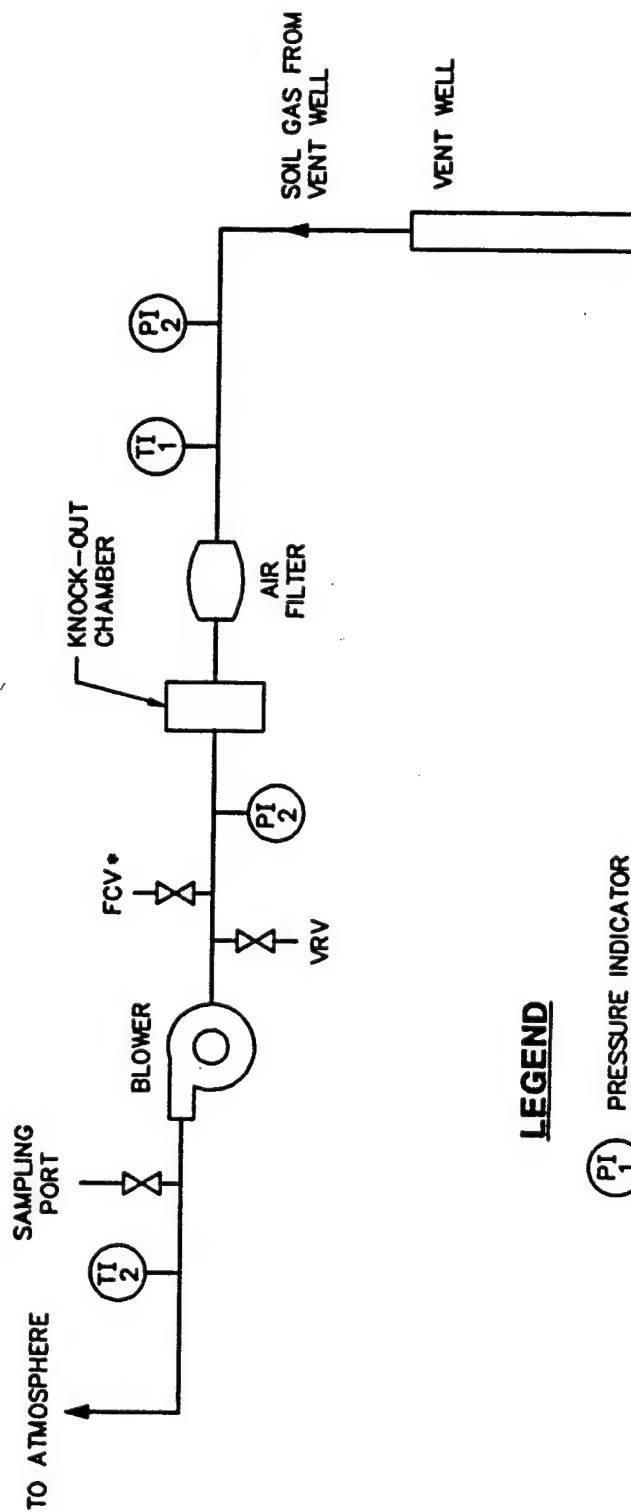 TO ATMOSPHERE
SAMPLING
PORT
TI
2
BLOWER
FCV*
VRV
PI
2
KNOCK-OUT
CHAMBER
AIR
FILTER
TI
1
PI
2
SOIL GAS FROM
VENT WELL
VENT WELL
LEGEND
PI
1
PRESSURE INDICATOR